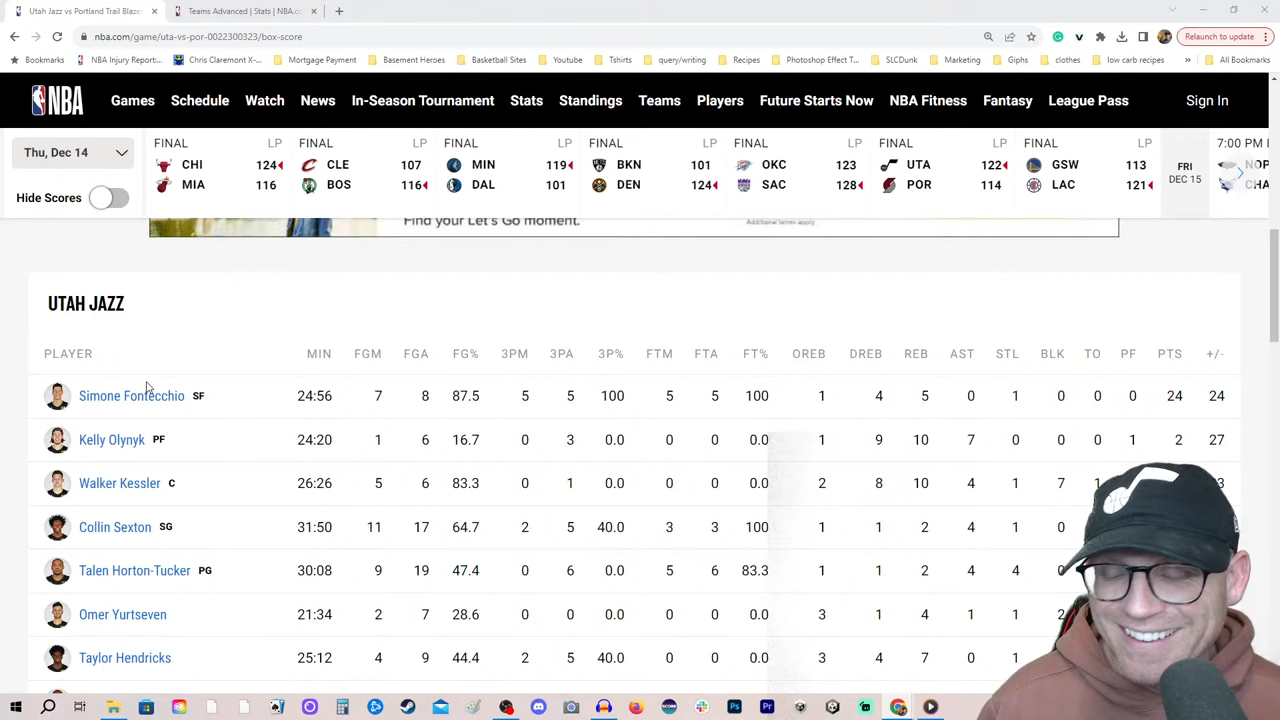 Utah Jazz vs Portland Trail Blaze
Teams Advanced | Stats | NBA.co
nba.com/game/uta-vs-por-0022300323/box-score
Relaunch to update
Bookmarks NBA Injury Report:... Chris Claremont X-... Mortgage Payment Basement Heroes Basketball Sites Youtube Tshirts query/writing Recipes Photoshop Effect T... SLCDunk Marketing Giphs clothes low carb recipes » All Bookmarks
NBA Games Schedule Watch News In-Season Tournament Stats Standings Teams Players Future Starts Now NBA Fitness Fantasy League Pass Sign In
Thu, Dec 14
Hide Scores
FINAL LP
CHI 124
MIA 116
FINAL LP
CLE 107
BOS 116
FINAL LP
MIN 119
DAL 101
FINAL LP
BKN 101
DEN 124
FINAL LP
OKC 123
SAC 128
FINAL LP
UTA 122
POR 114
FINAL LP
GSW 113
LAC 121
FRI
DEC 15
7:00 PM
NOP
CHA
Find your Let's Go moment.
Additional terms apply.
UTAH JAZZ
PLAYER MIN FGM FGA FG% 3PM 3PA 3P% FTM FTA FT% OREB DREB REB AST STL BLK TO PF PTS +/-
Simone Fontecchio SF 24:56 7 8 87.5 5 5 100 5 5 100 1 4 5 0 1 0 0 0 24 24
Kelly Olynyk PF 24:20 1 6 16.7 0 3 0.0 0 0 0.0 1 9 10 7 0 0 0 1 2 27
Walker Kessler C 26:26 5 6 83.3 0 1 0.0 0 0 0.0 2 8 10 4 1 7 1
Collin Sexton SG 31:50 11 17 64.7 2 5 40.0 3 3 100 1 1 2 4 1 0
Talen Horton-Tucker PG 30:08 9 19 47.4 0 6 0.0 5 6 83.3 1 1 2 4 4 0
Omer Yurtseven 21:34 2 7 28.6 0 0 0.0 0 0 0.0 3 1 4 1 1 2
Taylor Hendricks 25:12 4 9 44.4 2 5 40.0 0 0 0.0 3 4 7 0 1